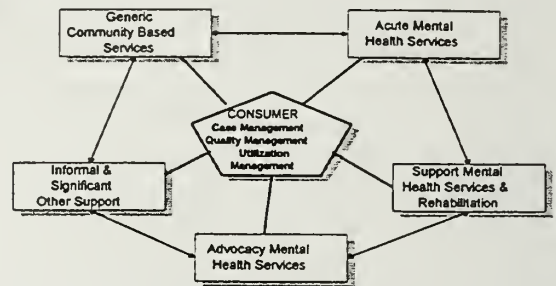 Generic
Community Based
Services
Acute Mental
Health Services
CONSUMER
Case Management
Quality Management
Utilization
Management
Informal &
Significant
Other Support
Support Mental
Health Services &
Rehabilitation
Advocacy Mental
Health Services